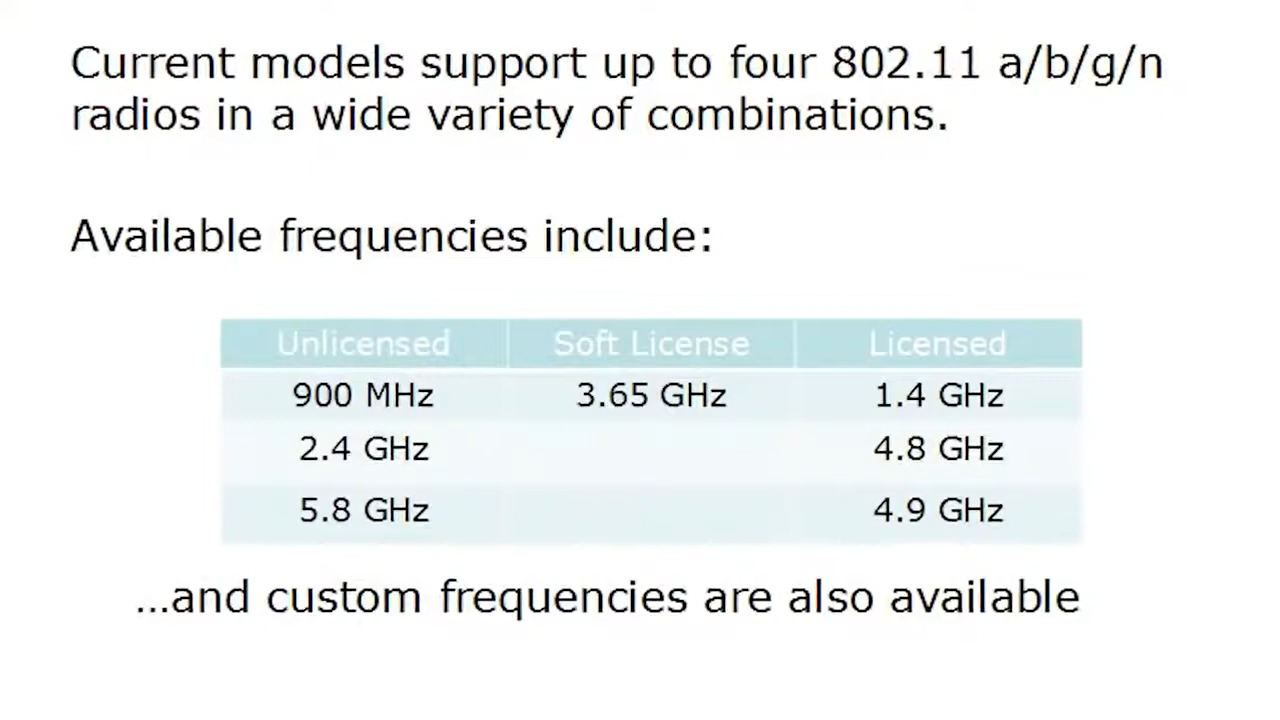 Current models support up to four 802.11 a/b/g/n
radios in a wide variety of combinations.
Available frequencies include:
Unlicensed Soft License Licensed
900 MHz 3.65 GHz 1.4 GHz
2.4 GHz 4.8 GHz
5.8 GHz 4.9 GHz
...and custom frequencies are also available